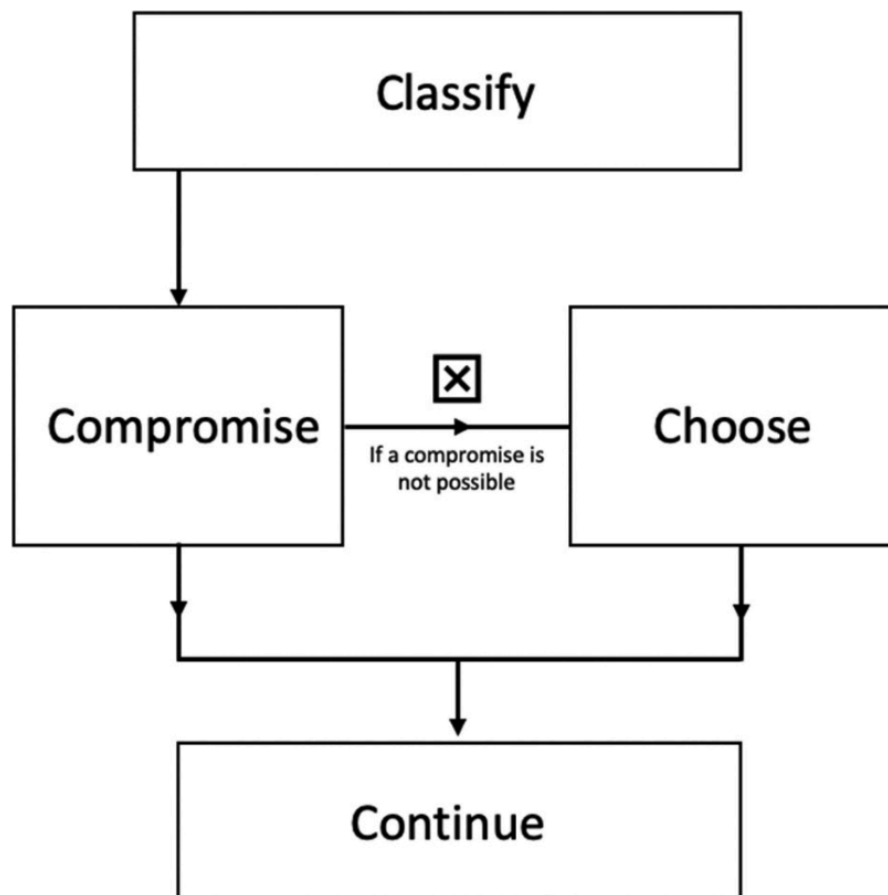 Classify
Compromise
If a compromise is
not possible
Choose
Continue